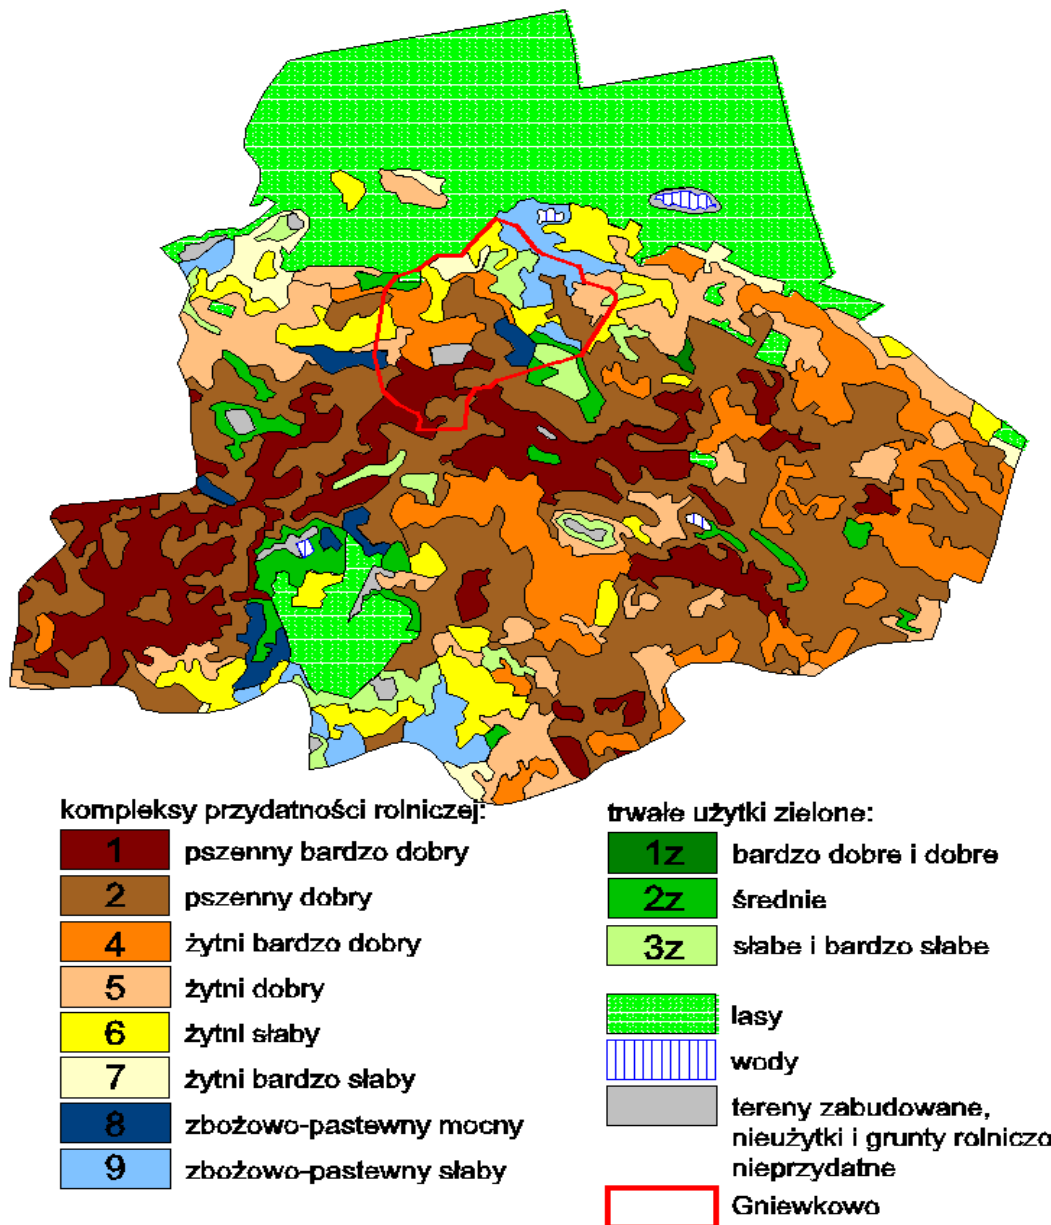 kompleksy przydatności rolniczej:
1 pszenny bardzo dobry
2 pszenny dobry
4 żytni bardzo dobry
5 żytni dobry
6 żytni słaby
7 żytni bardzo słaby
8 zbożowo-pastewny mocny
9 zbożowo-pastewny słaby
trwałe użytki zielone:
1z bardzo dobre i dobre
2z średnie
3z słabe i bardzo słabe
lasy
wody
tereny zabudowane,
nieużytki i grunty rolniczo
nieprzydatne
Gniewkowo